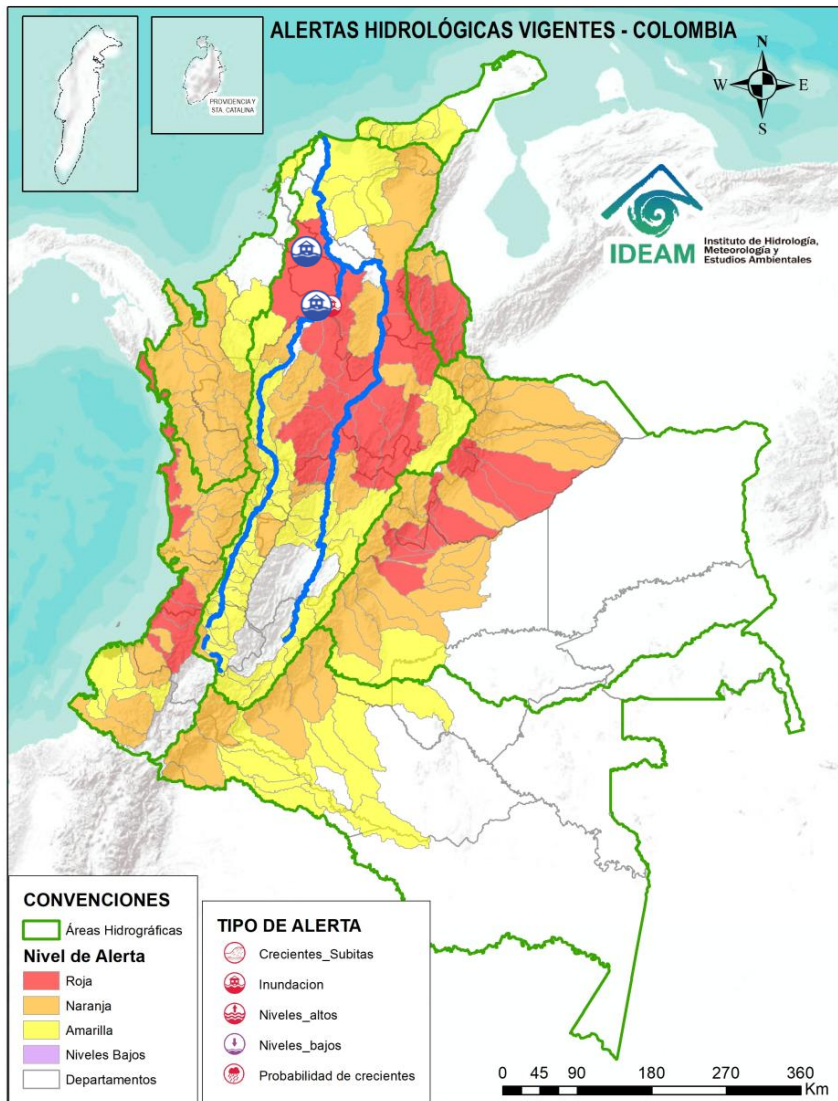 ALERTAS HIDROLÓGICAS VIGENTES - COLOMBIA
PROVIDENCIA Y
STA. CATALINA
N
W
E
S
IDEAM
Instituto de Hidrología,
Meteorología y
Estudios Ambientales
CONVENCIONES
Áreas Hidrográficas
Nivel de Alerta
Roja
Naranja
Amarilla
Niveles Bajos
Departamentos
TIPO DE ALERTA
Crecientes_Subitas
Inundacion
Niveles_altos
Niveles_bajos
Probabilidad de crecientes
0 45 90 180 270 360
Km